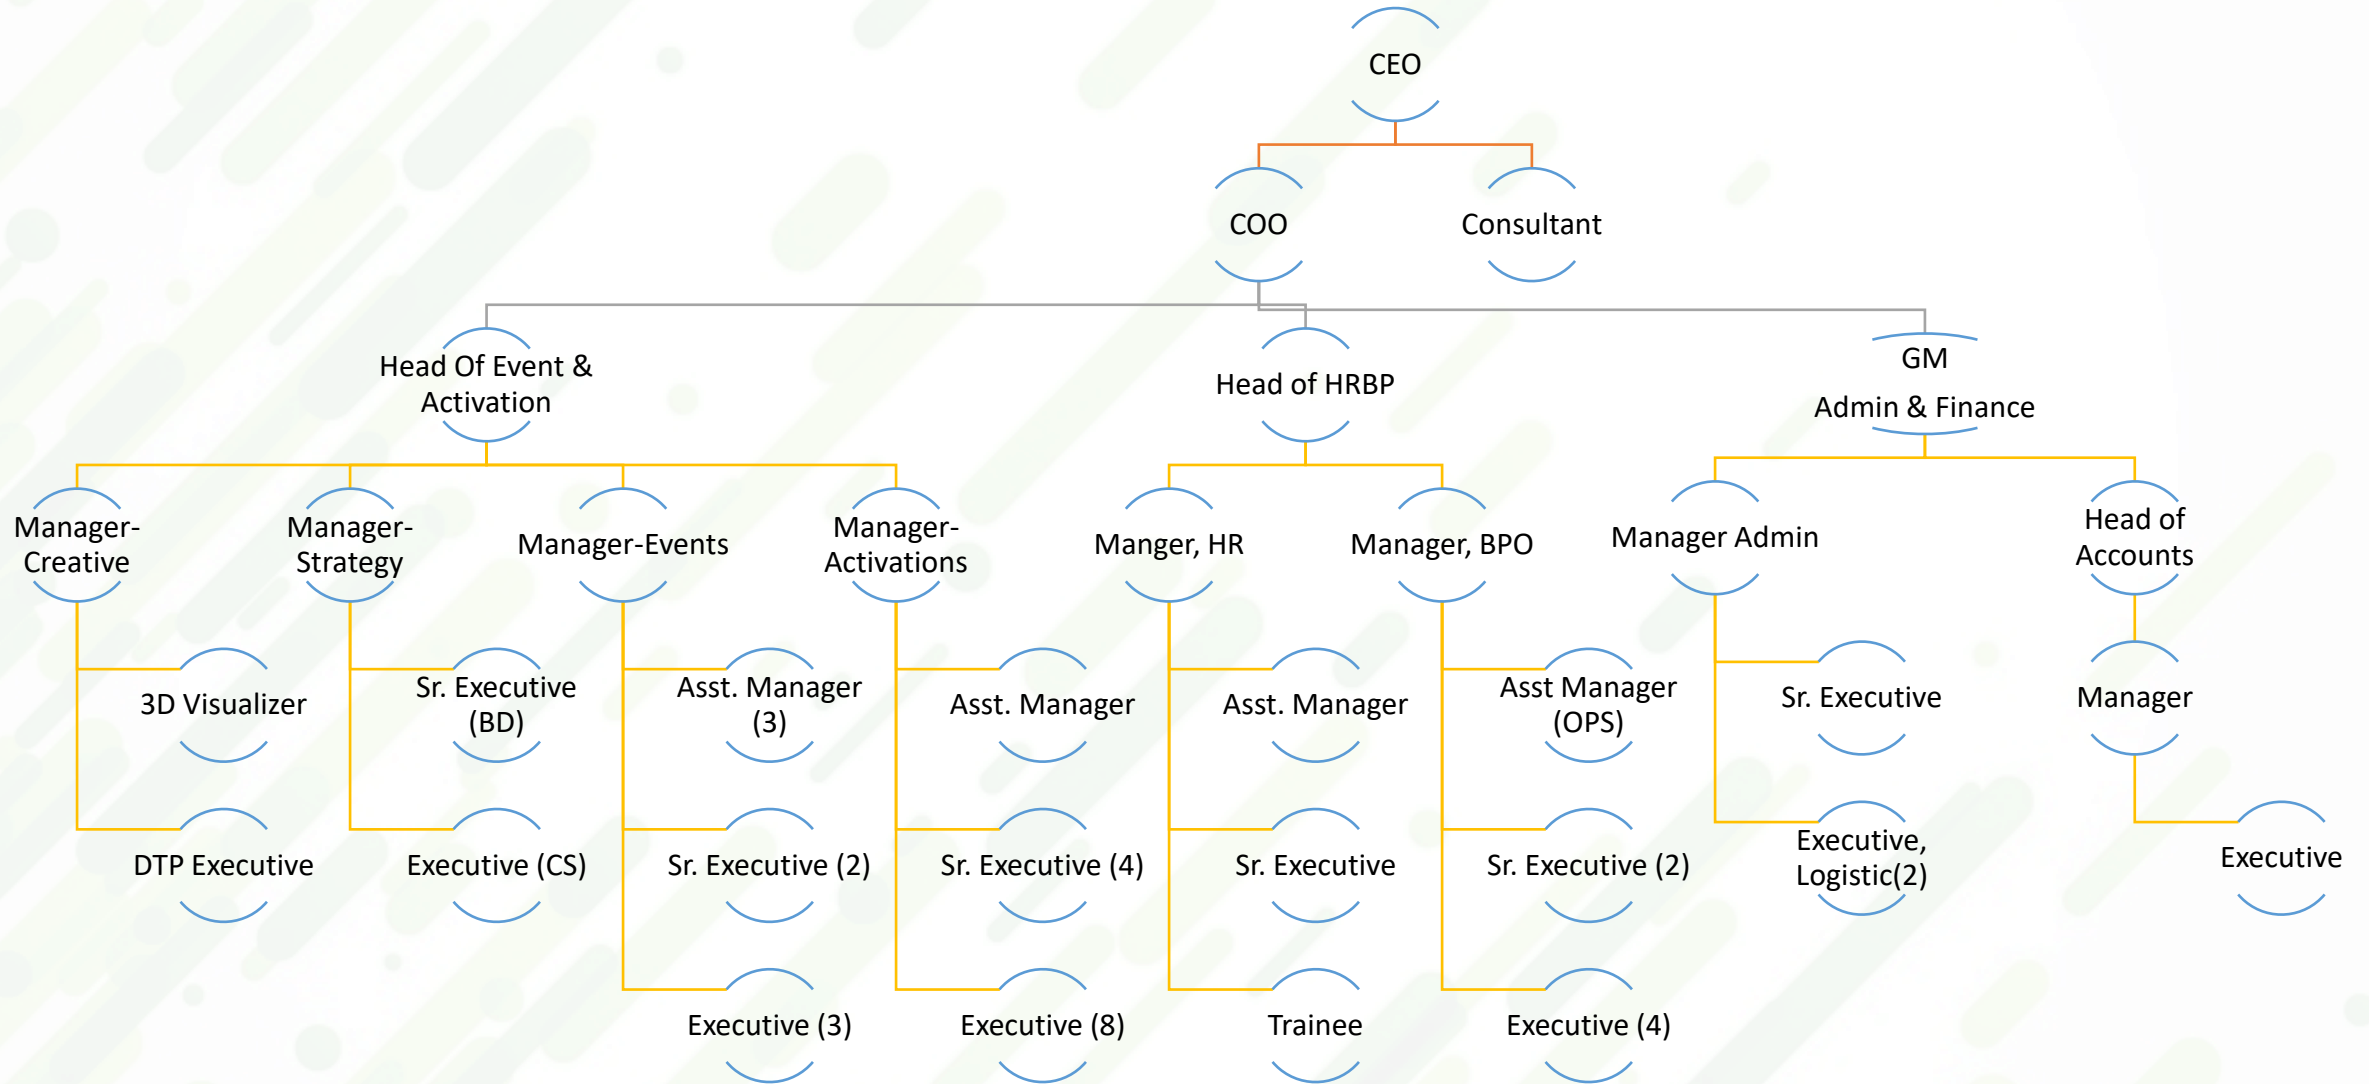 CEO
COO
Consultant
Head Of Event &
Activation
Head of HRBP
GM
Admin & Finance
Manager-
Creative
Manager-
Strategy
Manager-Events
Manager-
Activations
Manger, HR
Manager, BPO
Manager Admin
Head of
Accounts
3D Visualizer
Sr. Executive
(BD)
Asst. Manager
(3)
Asst. Manager
Asst. Manager
Asst Manager
(OPS)
Sr. Executive
Manager
DTP Executive
Executive (CS)
Sr. Executive (2)
Sr. Executive (4)
Sr. Executive
Sr. Executive (2)
Executive,
Logistic(2)
Executive
Executive (3)
Executive (8)
Trainee
Executive (4)